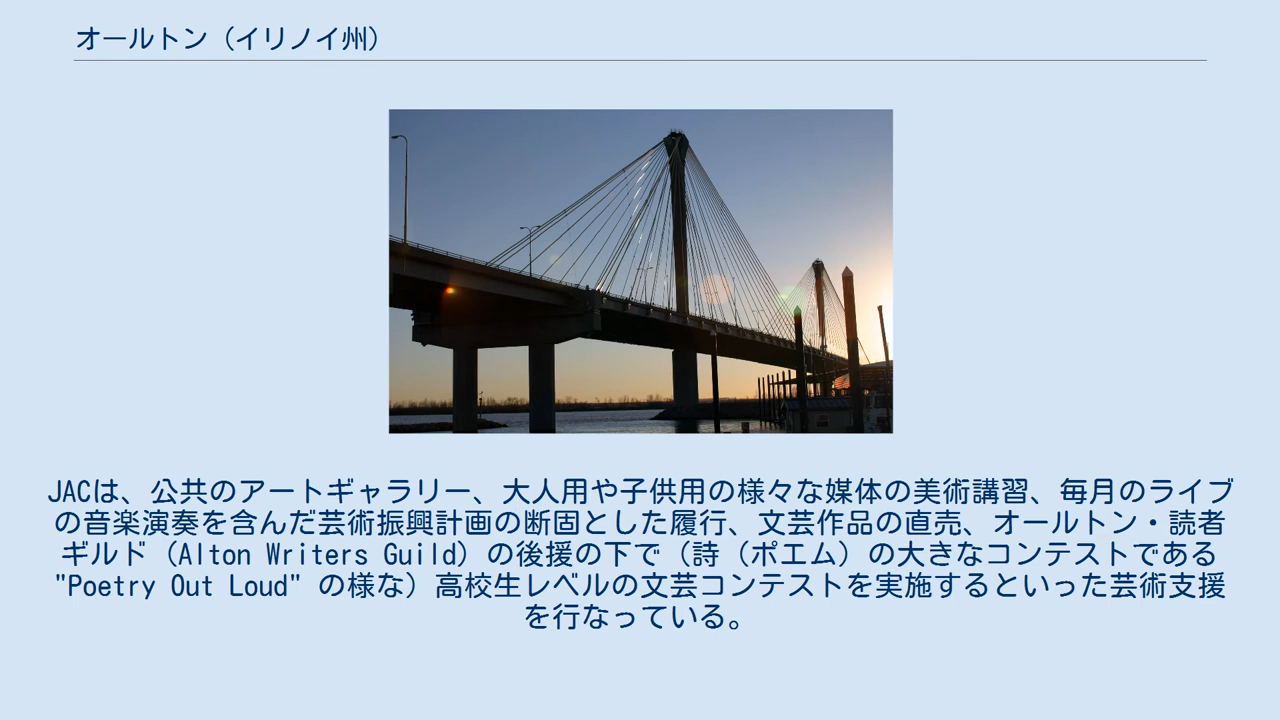 オールトン（イリノイ州）
JACは、公共のアートギャラリー、大人用や子供用の様々な媒体の美術講習、毎月のライブ
の音楽演奏を含んだ芸術振興計画の断固とした履行、文芸作品の直売、オールトン・読者
ギルド（Alton Writers Guild）の後援の下で（詩（ポエム）の大きなコンテストである
"Poetry Out Loud" の様な）高校生レベルの文芸コンテストを実施するといった芸術支援
を行なっている。